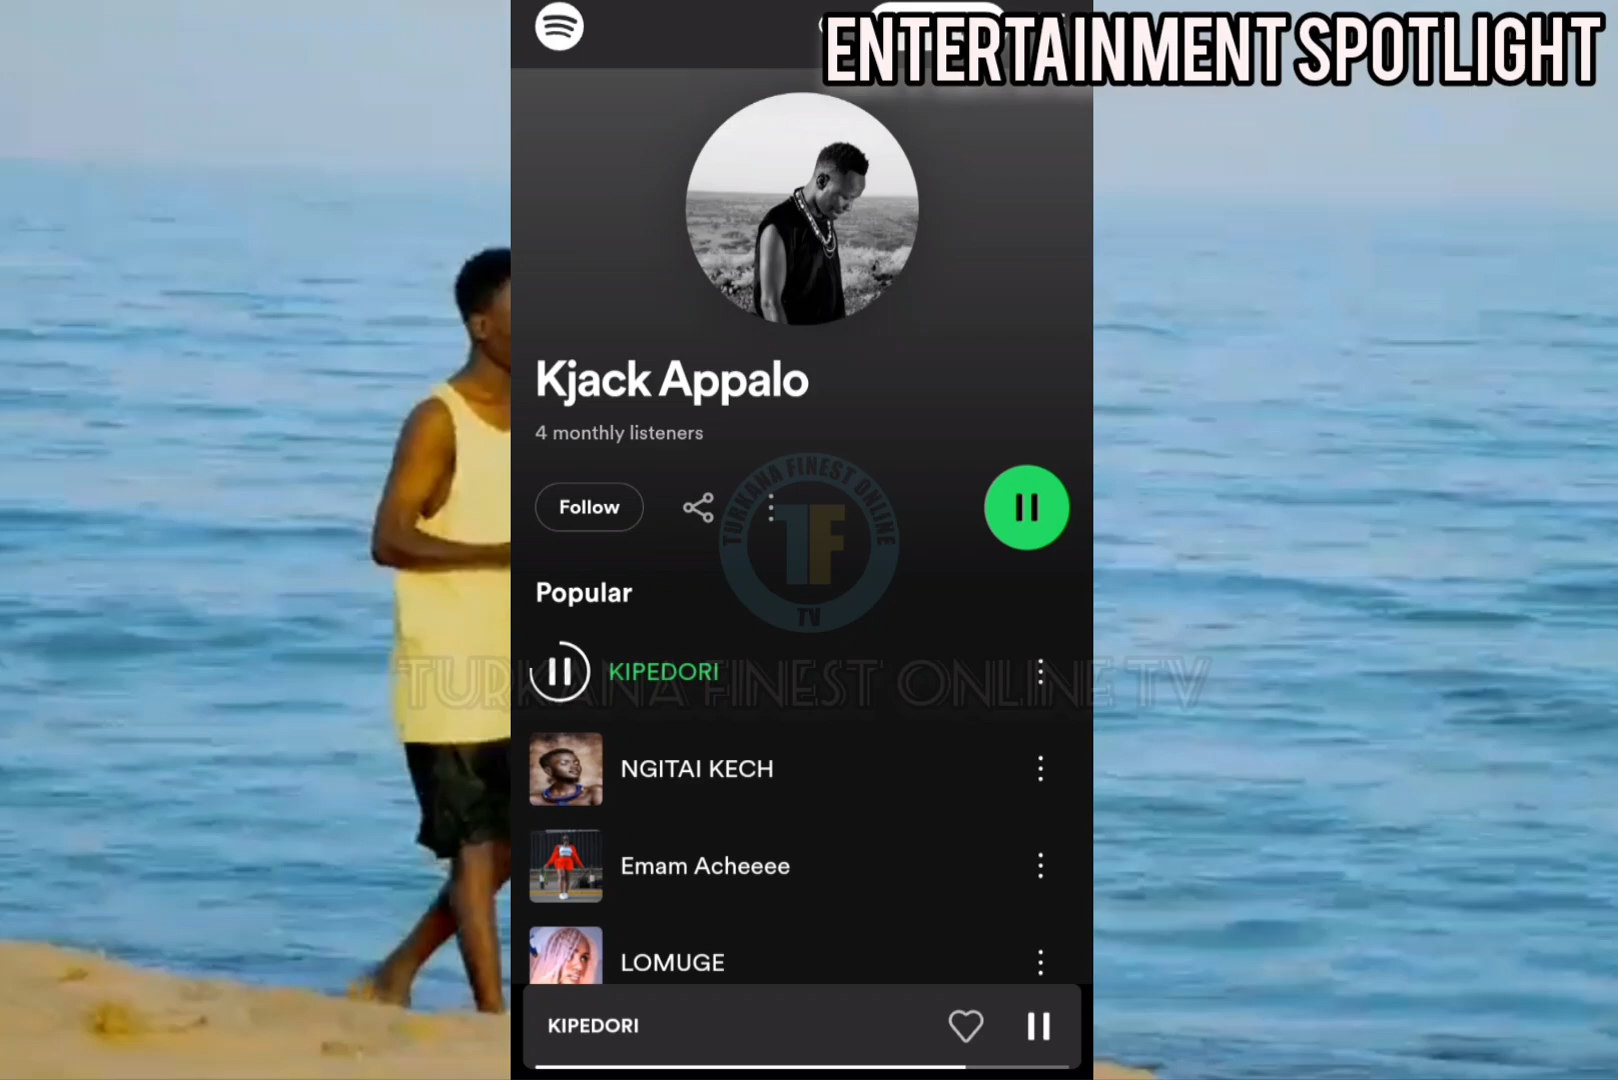 ENTERTAINMENT SPOTLIGHT
Kjack Appalo
4 monthly listeners
Follow
TURKANA FINEST ONLINE
TF
TV
Popular
KIPEDORI
TURKANA FINEST ONLINE TV
NGITAI KECH
Emam Acheeee
LOMUGE
KIPEDORI